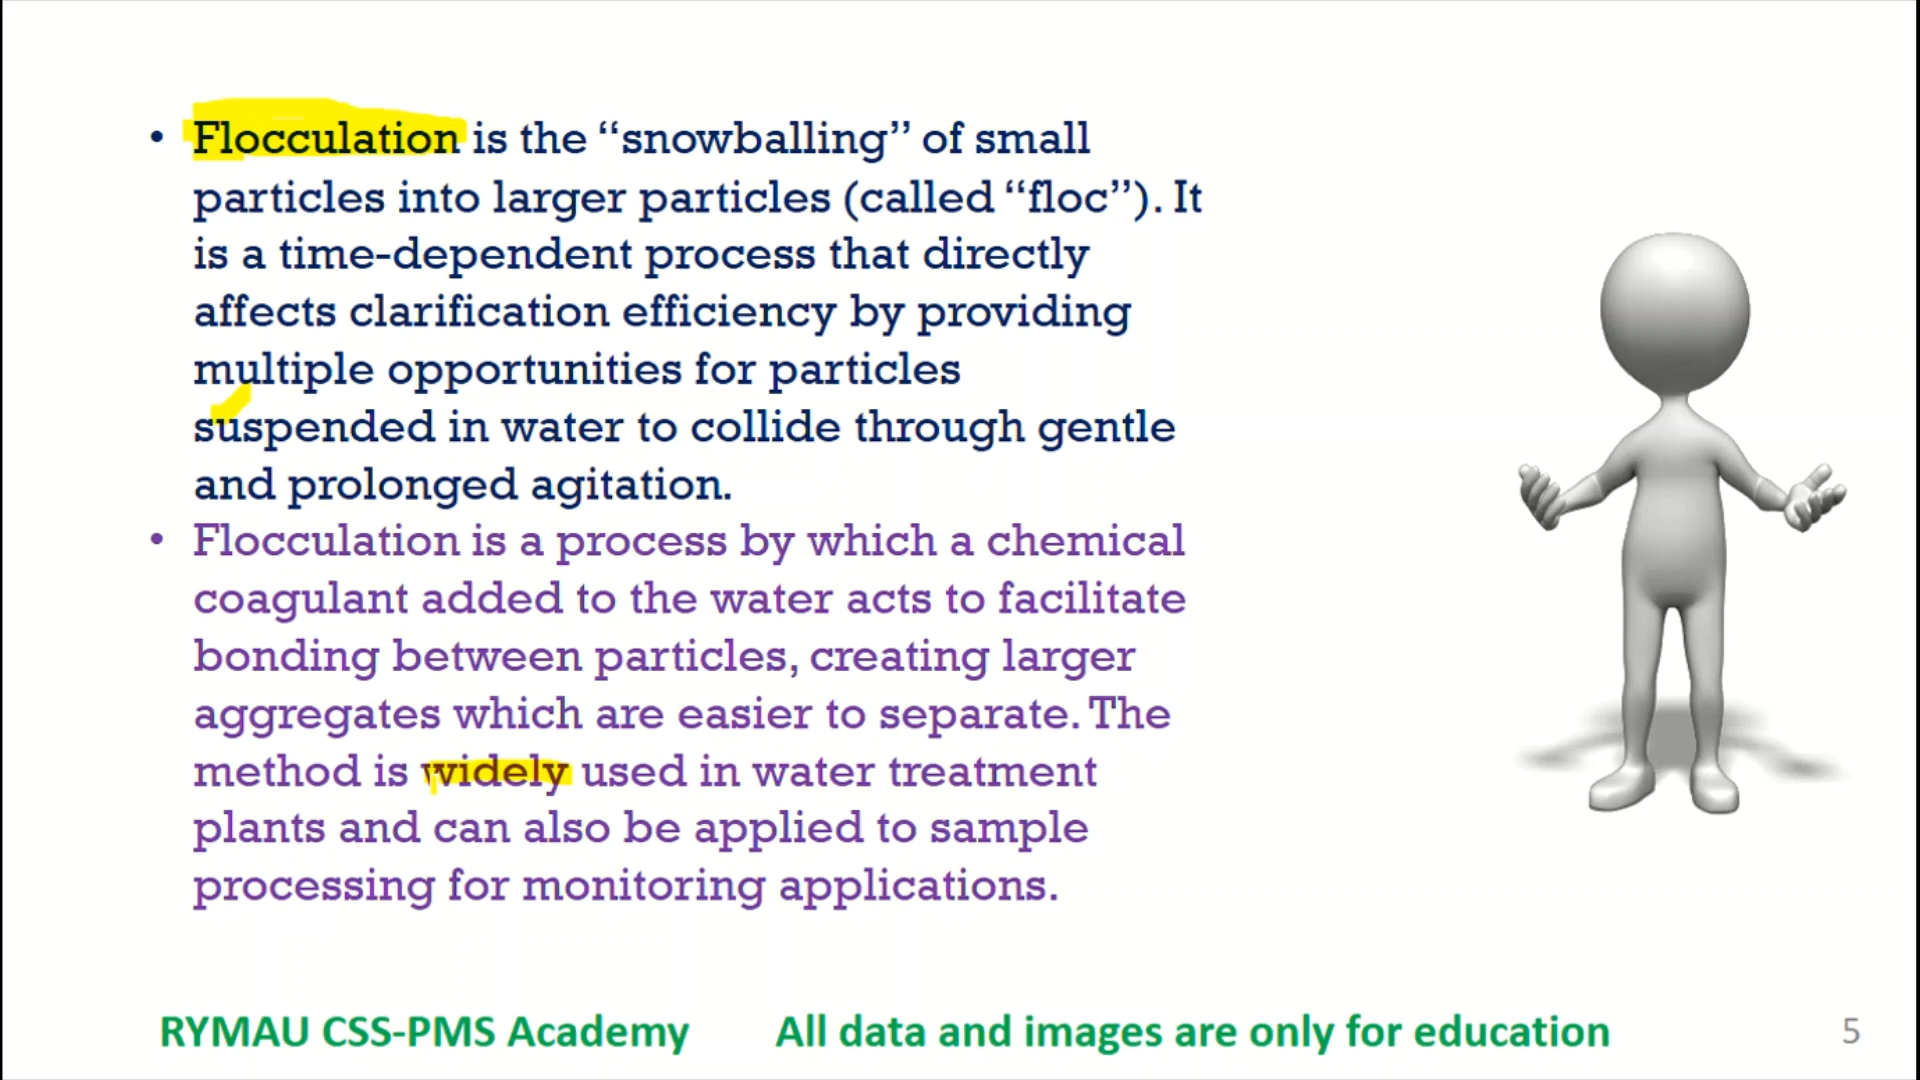 • Flocculation is the “snowballing” of small
particles into larger particles (called “floc”). It
is a time-dependent process that directly
affects clarification efficiency by providing
multiple opportunities for particles
suspended in water to collide through gentle
and prolonged agitation.
• Flocculation is a process by which a chemical
coagulant added to the water acts to facilitate
bonding between particles, creating larger
aggregates which are easier to separate. The
method is widely used in water treatment
plants and can also be applied to sample
processing for monitoring applications.
RYMAU CSS-PMS Academy All data and images are only for education 5